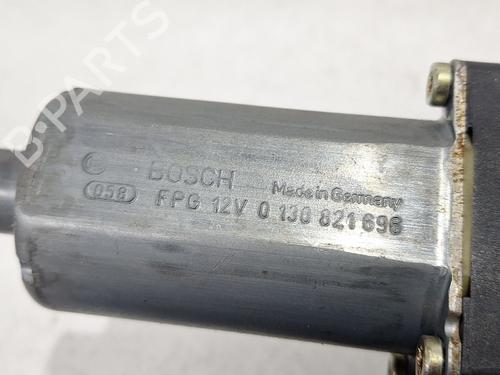 B-PARTS
BOSCH Made in Germany
058 FPG 12V 0 130 821 698